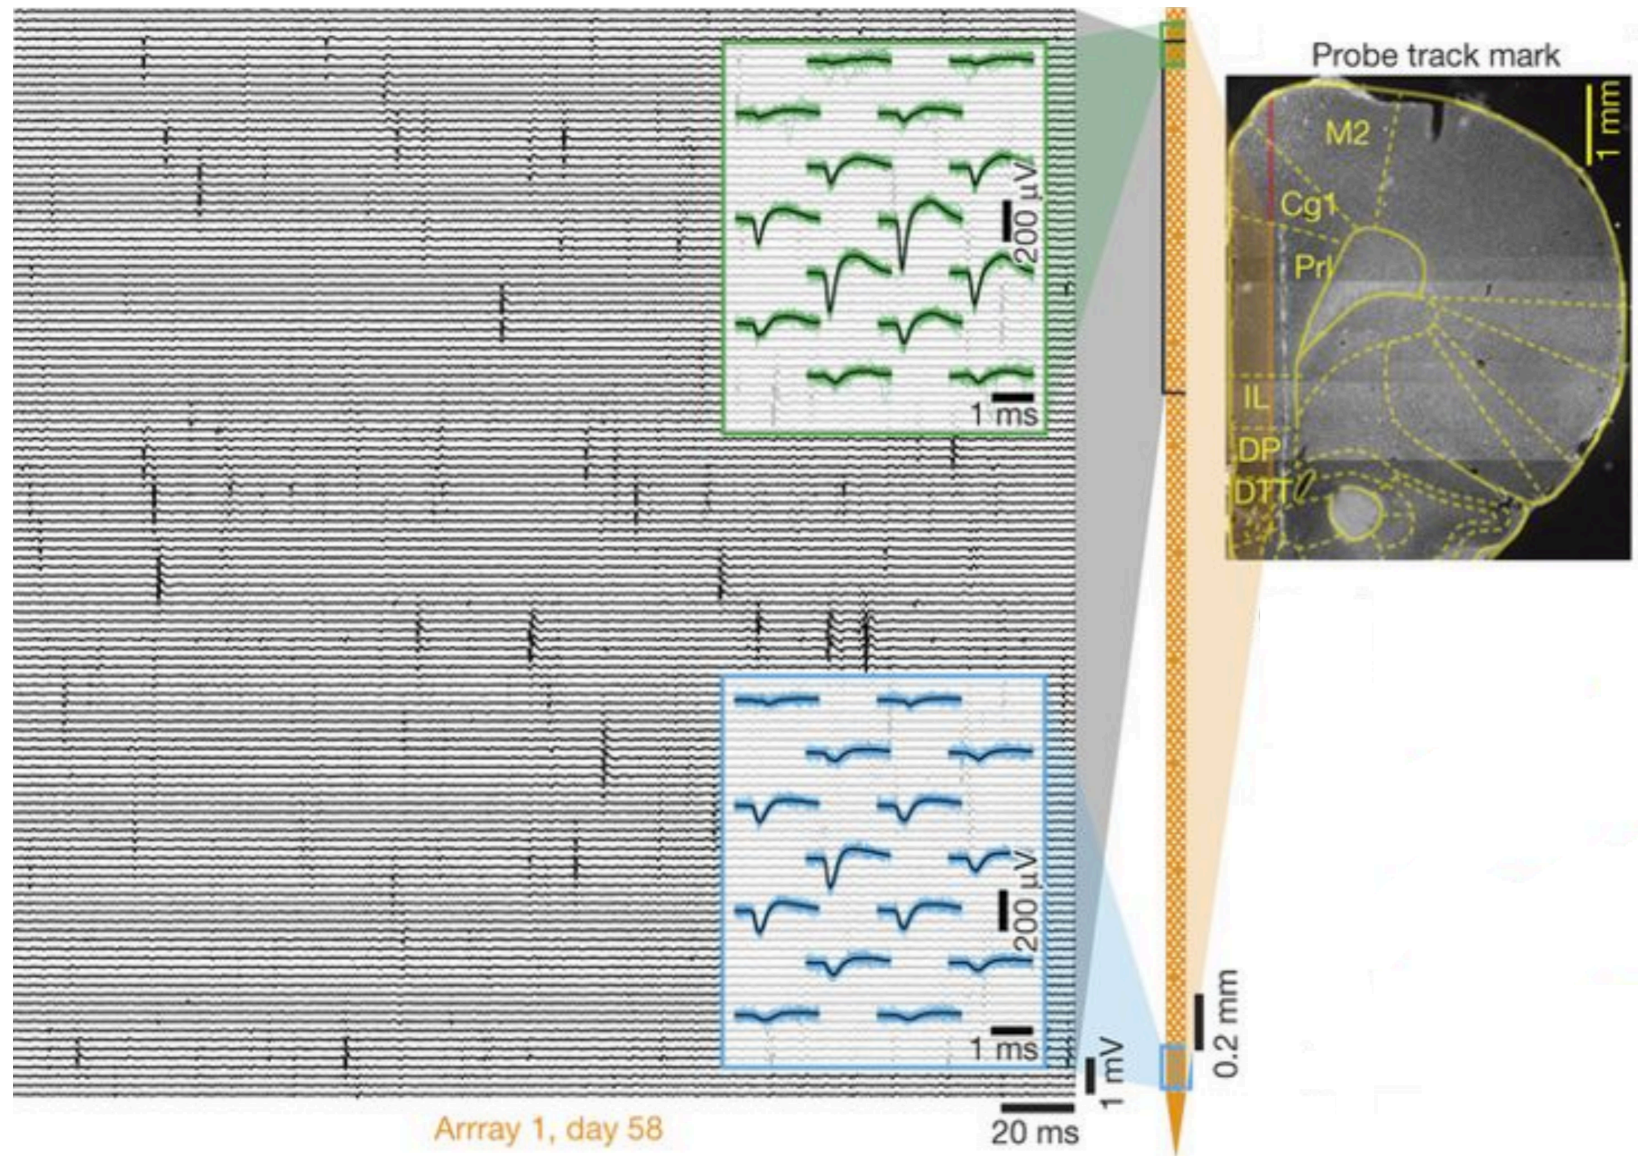 Probe track mark
M2
1 mm
Cg1
Prl
IL
DP
DTT
200 µV
1 ms
200 µV
1 ms
0.2 mm
1 mV
20 ms
Arrray 1, day 58